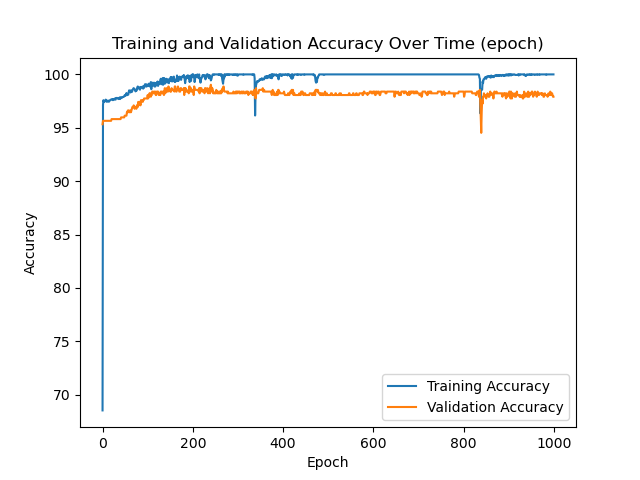 Training and Validation Accuracy Over Time (epoch)
100
95
90
85
80
75
70
Accuracy
0 200 400 600 800 1000
Epoch
Training Accuracy
Validation Accuracy